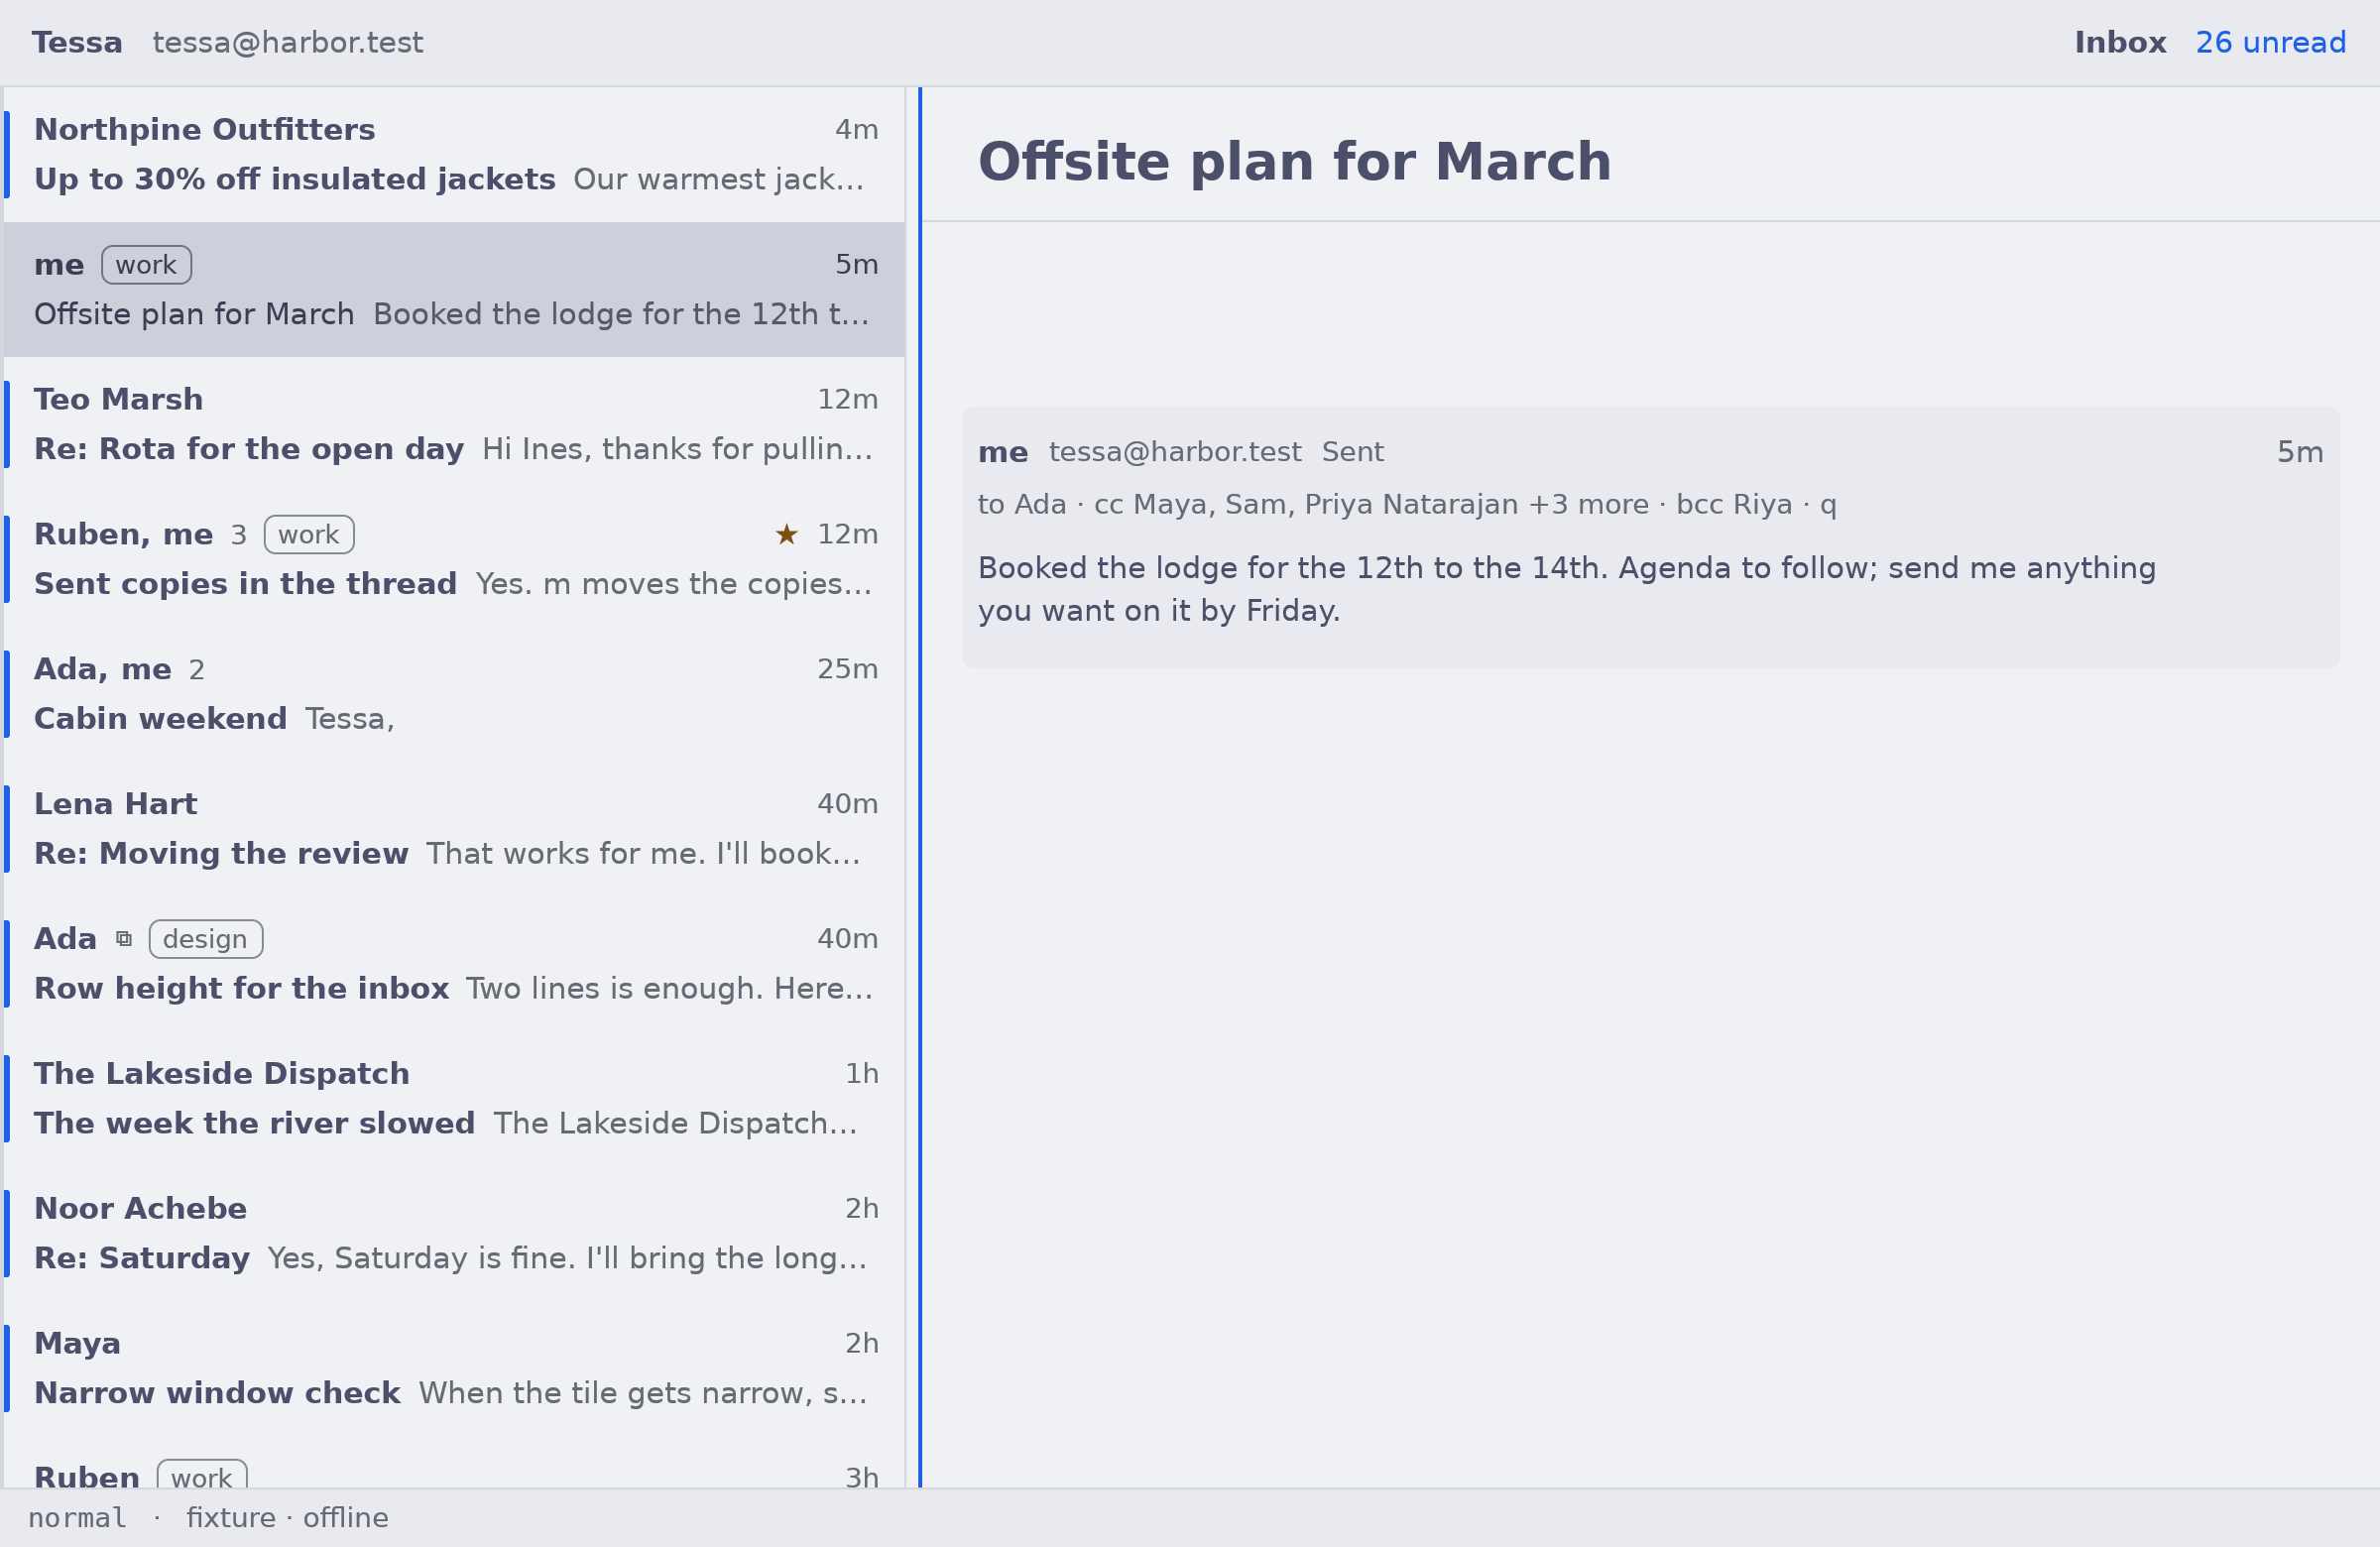 Tessa tessa@harbor.test
Inbox 26 unread
Northpine Outfitters 4m
Up to 30% off insulated jackets Our warmest jack...
me work 5m
Offsite plan for March Booked the lodge for the 12th t...
Teo Marsh 12m
Re: Rota for the open day Hi Ines, thanks for pullin...
Ruben, me 3 work ★ 12m
Sent copies in the thread Yes. m moves the copies...
Ada, me 2 25m
Cabin weekend Tessa,
Lena Hart 40m
Re: Moving the review That works for me. I'll book...
Ada design 40m
Row height for the inbox Two lines is enough. Here...
The Lakeside Dispatch 1h
The week the river slowed The Lakeside Dispatch...
Noor Achebe 2h
Re: Saturday Yes, Saturday is fine. I'll bring the long...
Maya 2h
Narrow window check When the tile gets narrow, s...
Ruben work 3h
Offsite plan for March
me tessa@harbor.test Sent 5m
to Ada · cc Maya, Sam, Priya Natarajan +3 more · bcc Riya · q
Booked the lodge for the 12th to the 14th. Agenda to follow; send me anything
you want on it by Friday.
normal · fixture · offline